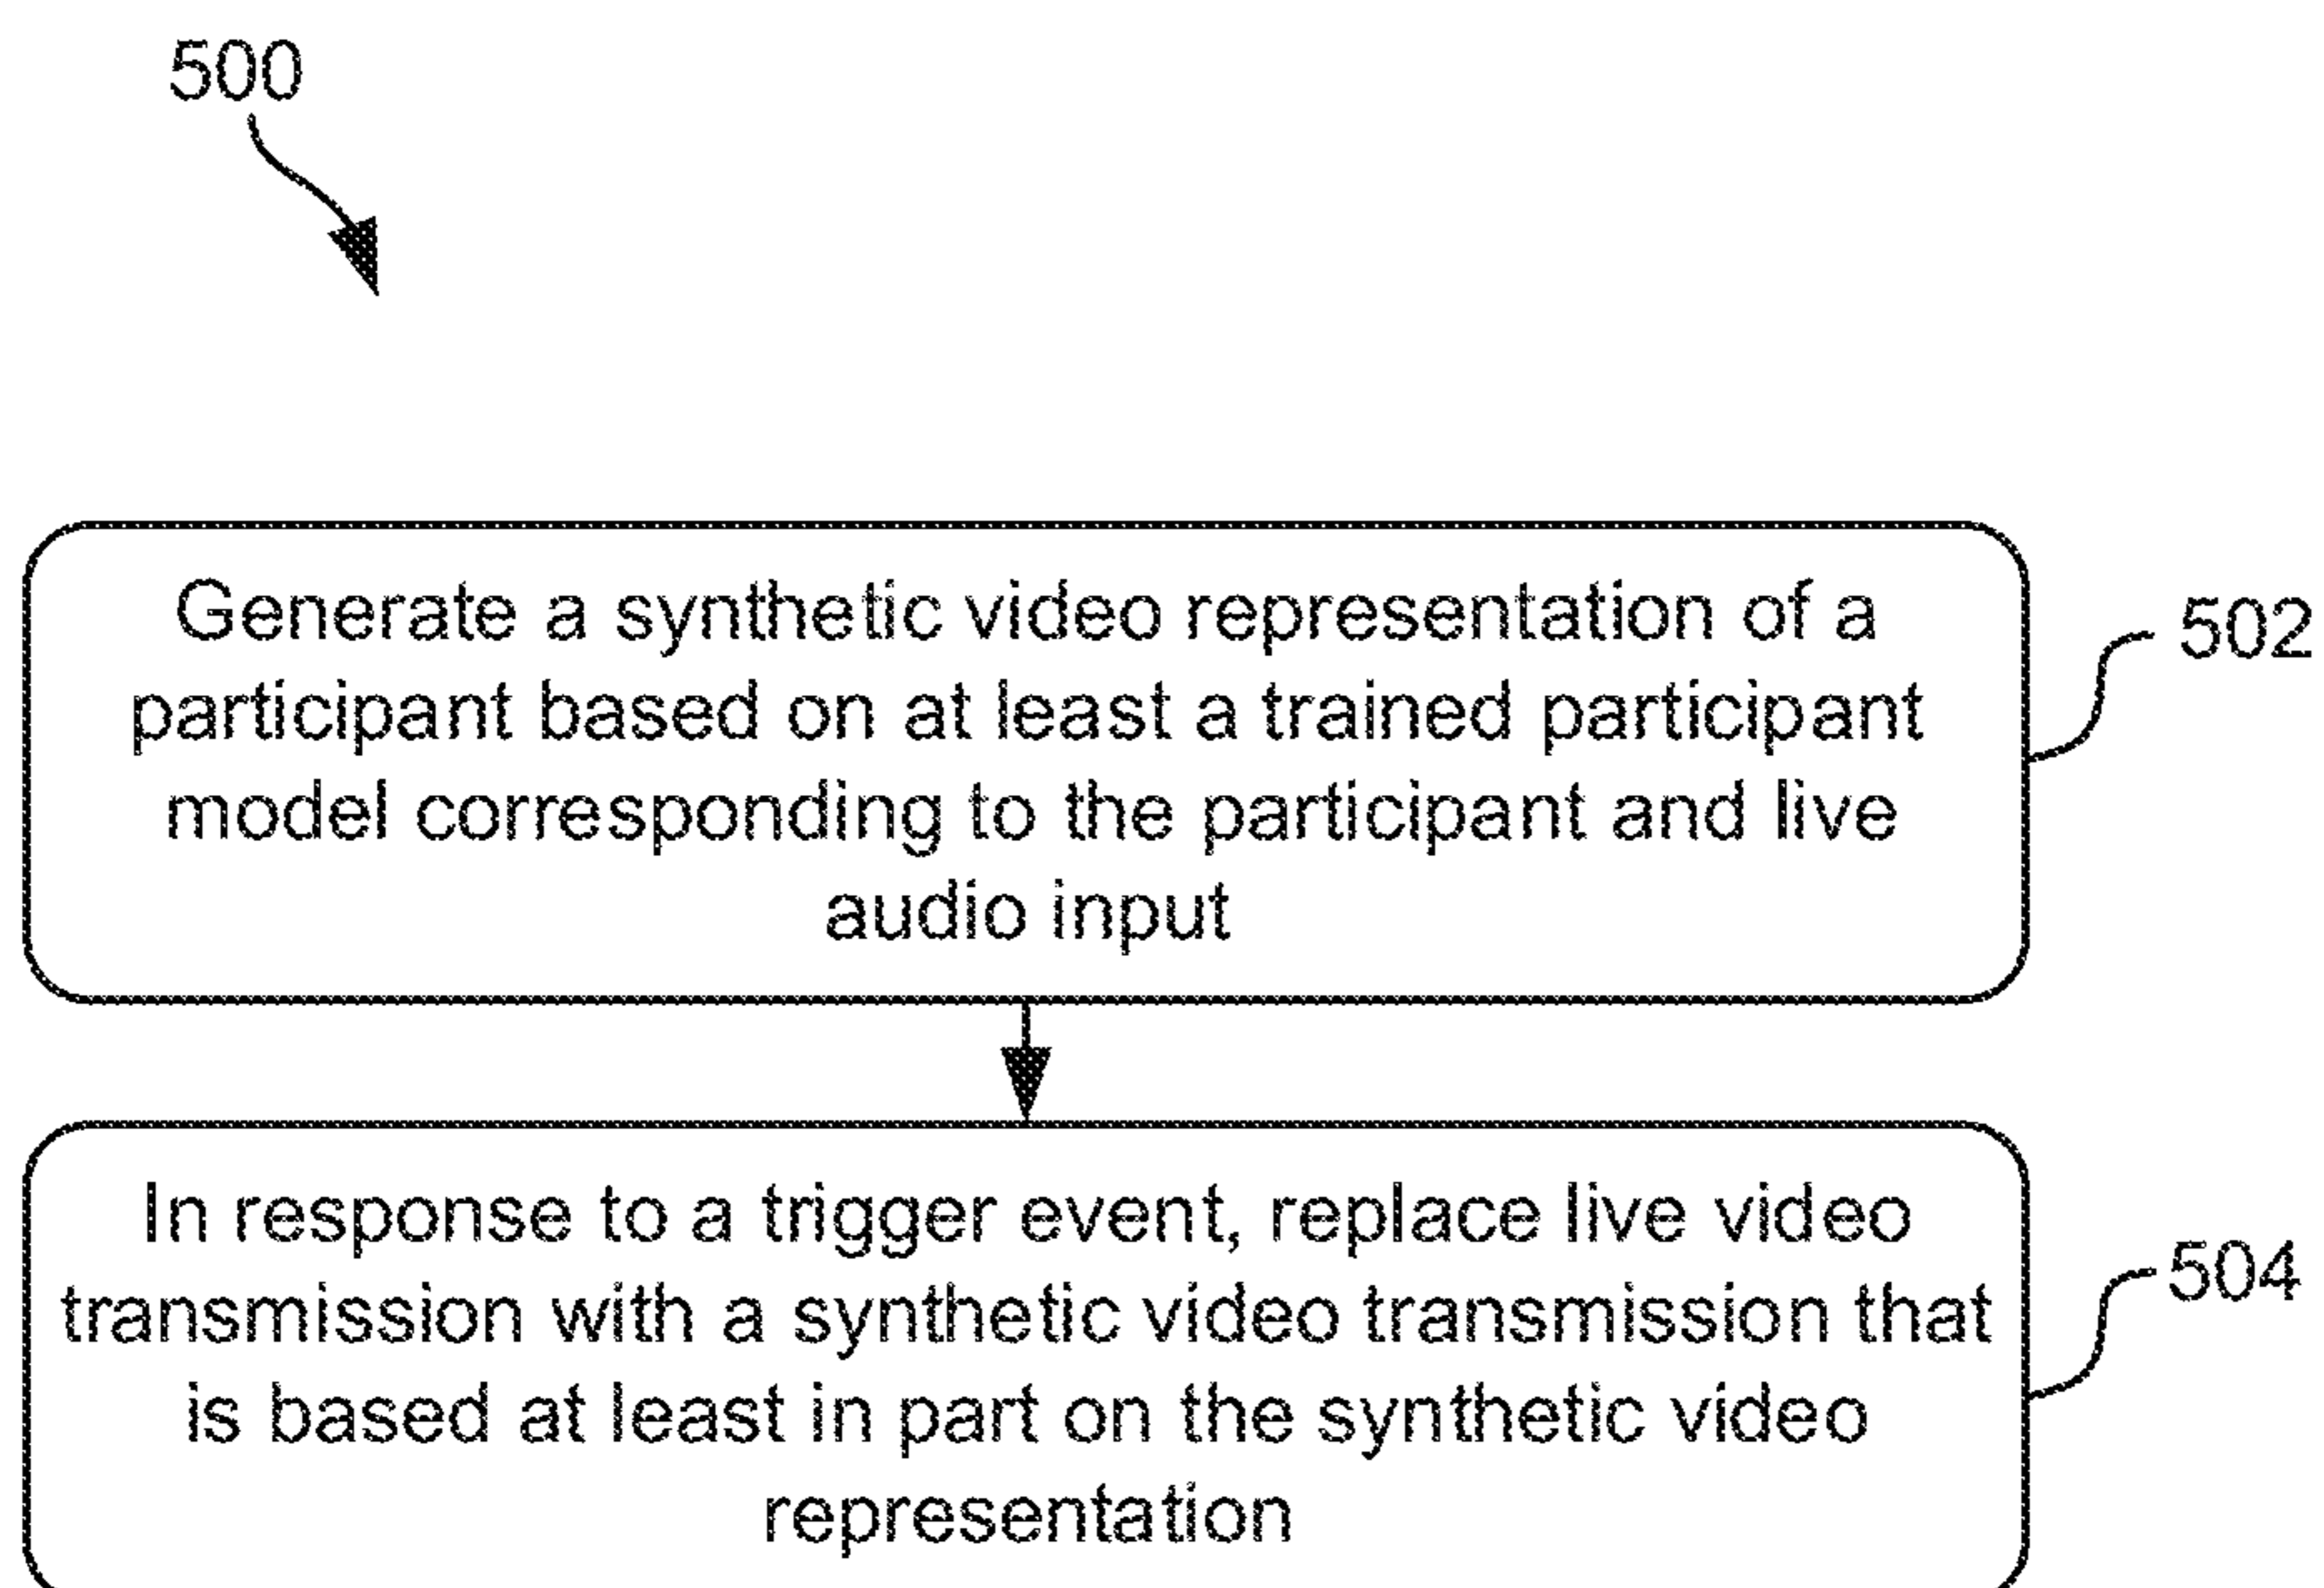 500
Generate a synthetic video representation of a
participant based on at least a trained participant
model corresponding to the participant and live
audio input
502
In response to a trigger event, replace live video
transmission with a synthetic video transmission that
is based at least in part on the synthetic video
representation
504